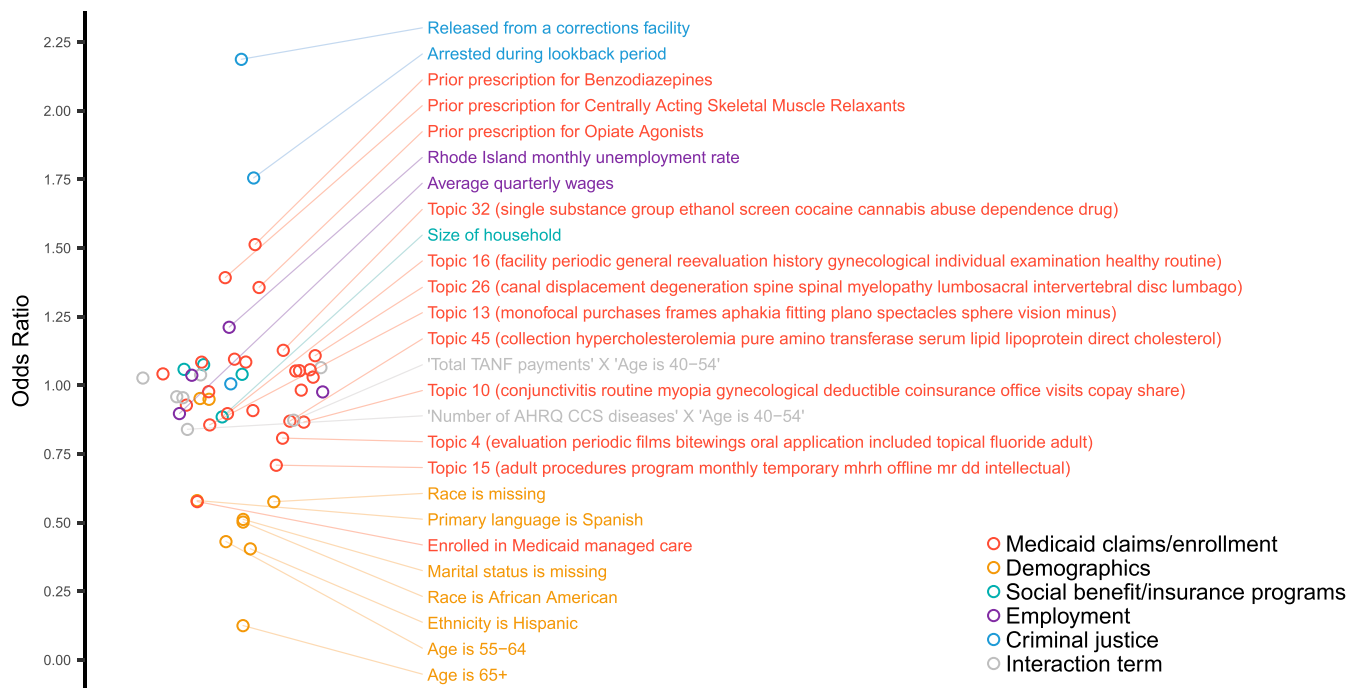 Odds Ratio
2.25
2.00
1.75
1.50
1.25
1.00
0.75
0.50
0.25
0.00
Released from a corrections facility
Arrested during lookback period
Prior prescription for Benzodiazepines
Prior prescription for Centrally Acting Skeletal Muscle Relaxants
Prior prescription for Opiate Agonists
Rhode Island monthly unemployment rate
Average quarterly wages
Topic 32 (single substance group ethanol screen cocaine cannabis abuse dependence drug)
Size of household
Topic 16 (facility periodic general reevaluation history gynecological individual examination healthy routine)
Topic 26 (canal displacement degeneration spine spinal myelopathy lumbosacral intervertebral disc lumbago)
Topic 13 (monofocal purchases frames aphakia fitting plano spectacles sphere vision minus)
Topic 45 (collection hypercholesterolemia pure amino transferase serum lipid lipoprotein direct cholesterol)
'Total TANF payments' X 'Age is 40−54'
Topic 10 (conjunctivitis routine myopia gynecological deductible coinsurance office visits copay share)
'Number of AHRQ CCS diseases' X 'Age is 40−54'
Topic 4 (evaluation periodic films bitewings oral application included topical fluoride adult)
Topic 15 (adult procedures program monthly temporary mhrh offline mr dd intellectual)
Race is missing
Primary language is Spanish
Enrolled in Medicaid managed care
Marital status is missing
Race is African American
Ethnicity is Hispanic
Age is 55−64
Age is 65+
Medicaid claims/enrollment
Demographics
Social benefit/insurance programs
Employment
Criminal justice
Interaction term